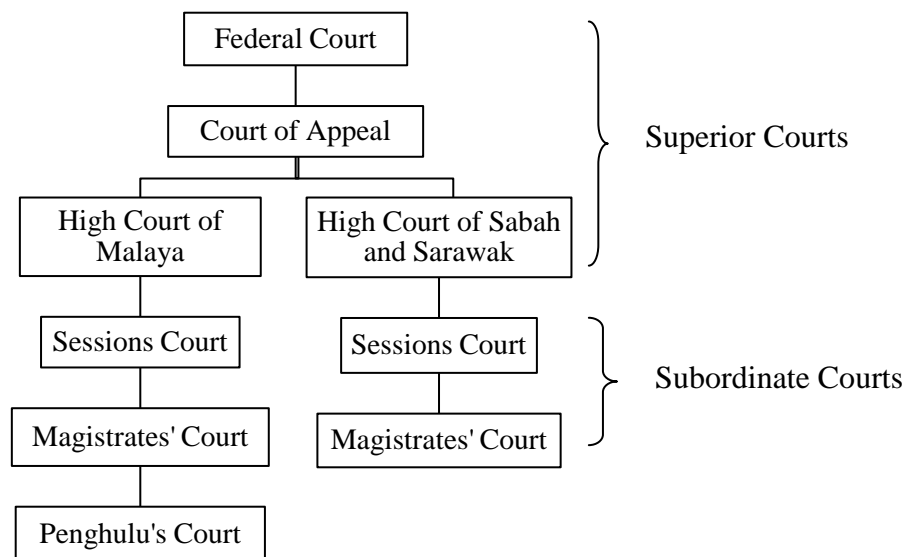 Federal Court
Court of Appeal
Superior Courts
High Court of
Malaya
High Court of Sabah
and Sarawak
Sessions Court
Sessions Court
Subordinate Courts
Magistrates' Court
Magistrates' Court
Penghulu's Court